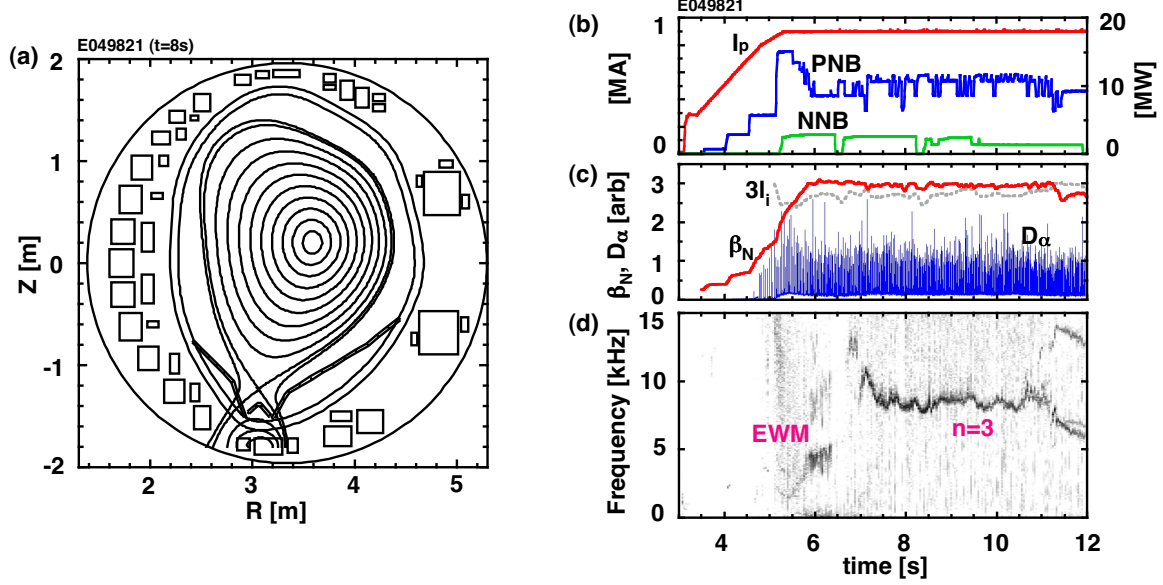 (a)
E049821 (t=8s)
2
1
0
-1
-2
Z [m]
2
3
4
5
R [m]
E049821
(b)
1
0
[MA]
Ip
PNB
NNB
20
10
0
[MW]
(c)
3
2
1
0
βN, Dα [arb]
3li
βN
Dα
(d)
15
10
5
0
Frequency [kHz]
EWM
n=3
4
6
8
10
12
time [s]